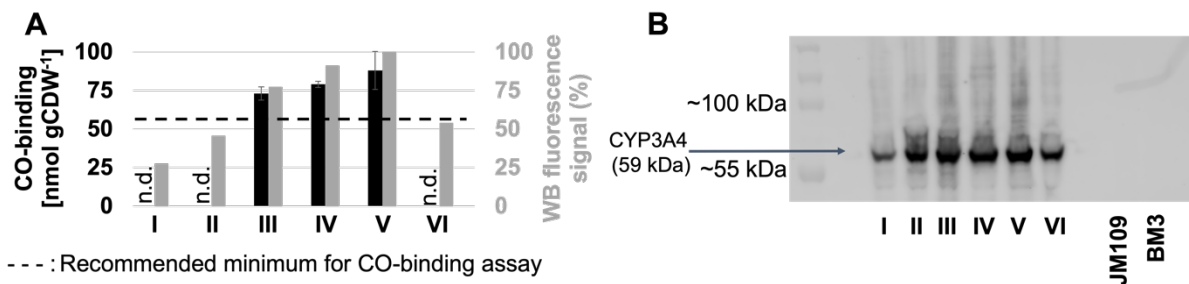 A
CO-binding
[nmol gCDW-1]
100
75
50
25
0
n.d.
n.d.
n.d.
I II III IV V VI
100
75
50
25
0
WB fluorescence
signal (%)
- - - : Recommended minimum for CO-binding assay
B
~100 kDa
CYP3A4
(59 kDa)
~55 kDa
I II III IV V VI
JM109
BM3